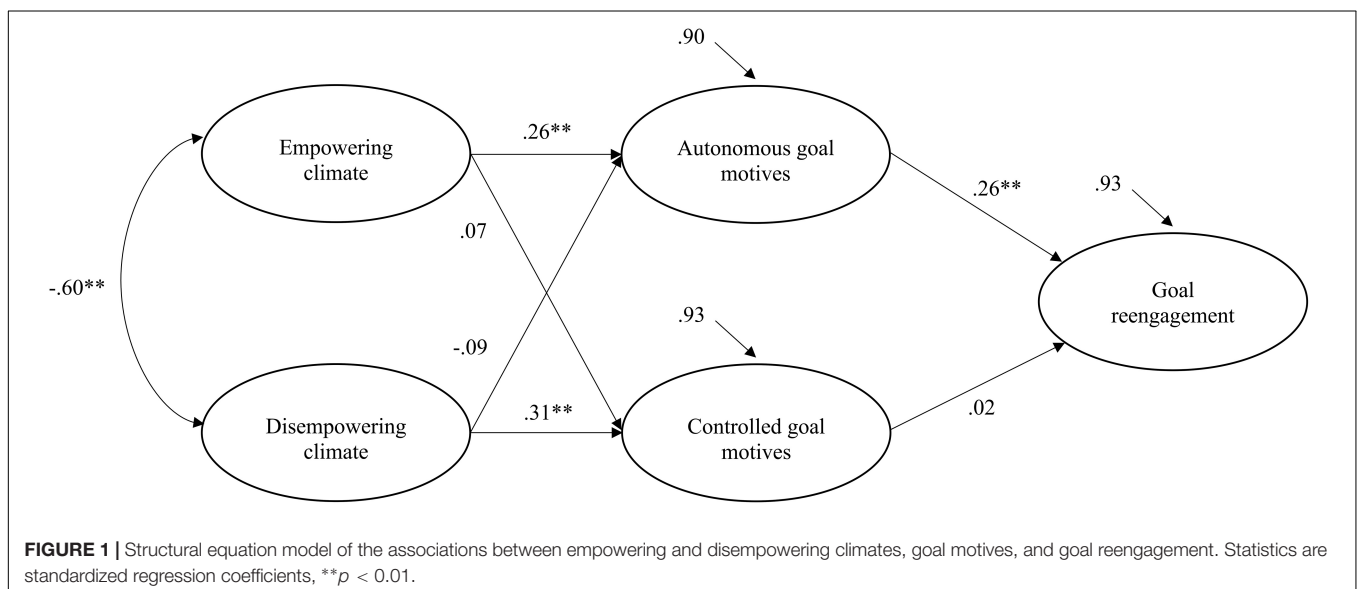 .90
Empowering
climate
.26**
Autonomous goal
motives
.26**
.93
.07
-.60**
Goal
reengagement
.93
-.09
Disempowering
climate
.31**
Controlled goal
motives
.02
FIGURE 1 | Structural equation model of the associations between empowering and disempowering climates, goal motives, and goal reengagement. Statistics are
standardized regression coefficients, **p < 0.01.